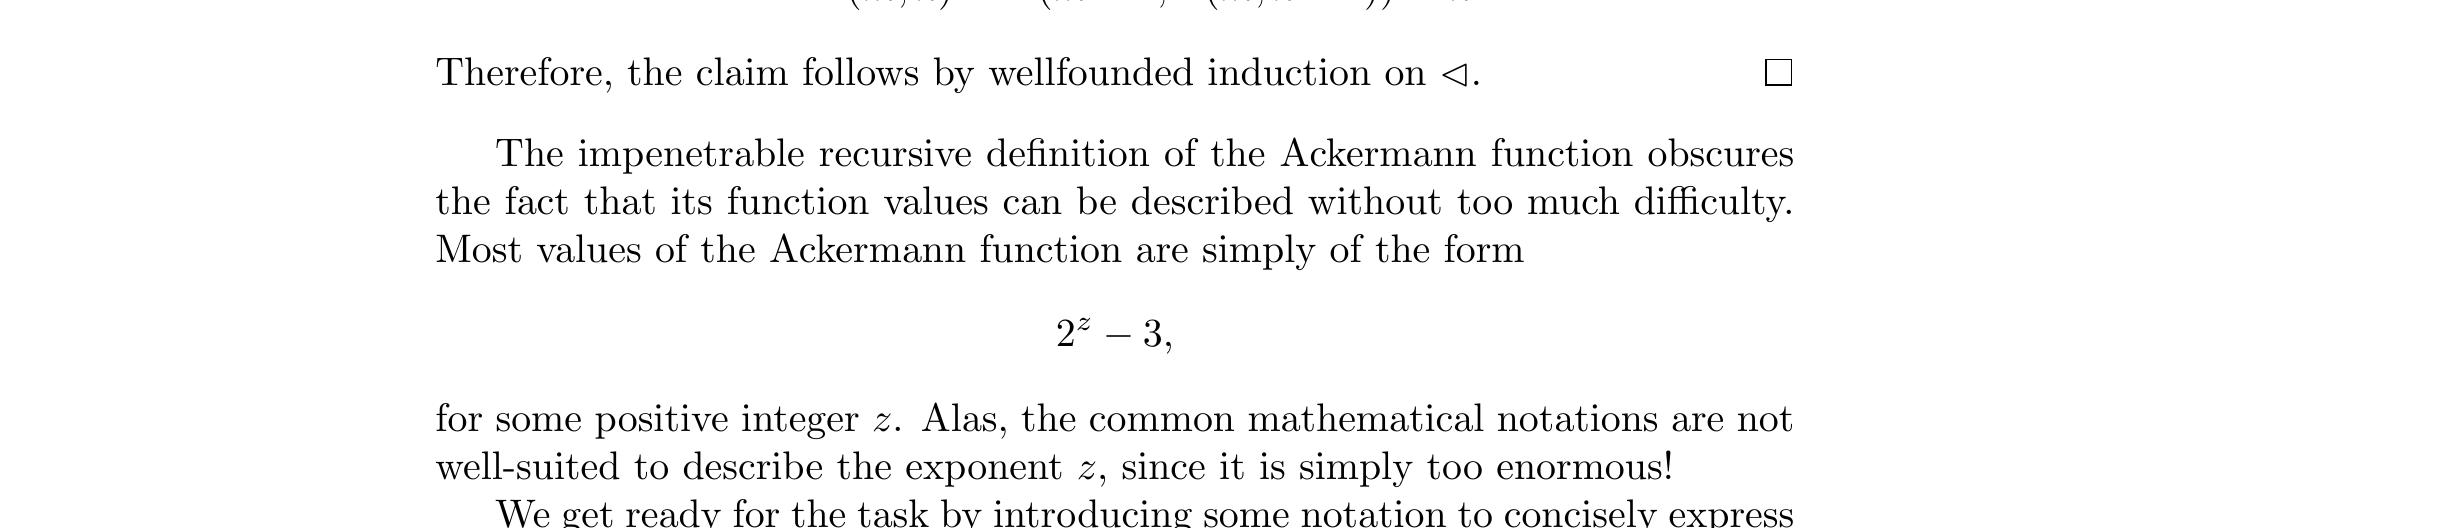 Therefore, the claim follows by wellfounded induction on ◁. □
The impenetrable recursive definition of the Ackermann function obscures
the fact that its function values can be described without too much difficulty.
Most values of the Ackermann function are simply of the form
2^z − 3,
for some positive integer z. Alas, the common mathematical notations are not
well-suited to describe the exponent z, since it is simply too enormous!
We get ready for the task by introducing some notation to concisely express